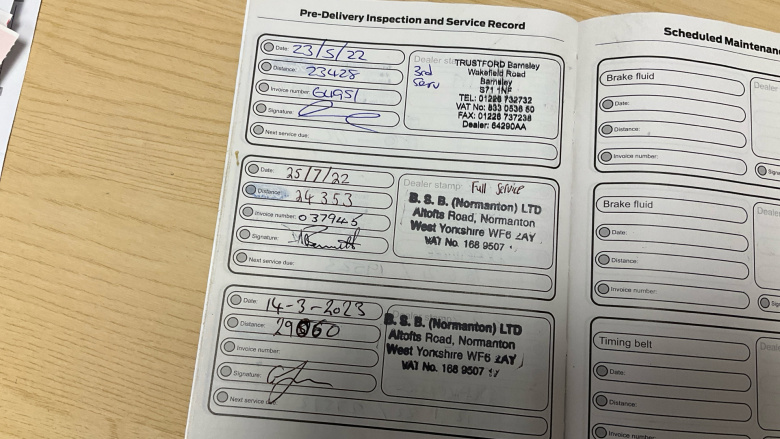 Pre-Delivery Inspection and Service Record
Date: 23/5/22
Distance: 23428
Invoice number: 64951
Signature:
Next service due:
Dealer stamp
3rd
Serv
TRUSTFORD Barnsley
Wakefield Road
Barnsley
S71 1NF
TEL: 01226 732732
VAT No: 833 0536 50
FAX: 01226 737238
Dealer: 64290AA
Date: 25/7/22
Distance: 24353
Invoice number: 037945
Signature:
Next service due:
Dealer stamp: Full Service
B. S. B. (Normanton) LTD
Altofts Road, Normanton
West Yorkshire WF6 2AY
VAT No. 168 9507
Date: 14-3-2023
Distance:
Invoice number:
Signature:
Next service due:
B. S. B. (Normanton) LTD
Altofts Road, Normanton
West Yorkshire WF6 2AY
VAT No. 168 9507
Scheduled Maintenan
Brake fluid
Date:
Distance:
Invoice number:
Dealer
Signa
Brake fluid
Date:
Distance:
Invoice number:
Deale
Sig
Timing belt
Date:
Distance:
Invoice number:
Deal